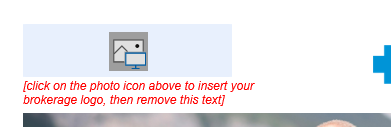 [click on the photo icon above to insert your
brokerage logo, then remove this text]